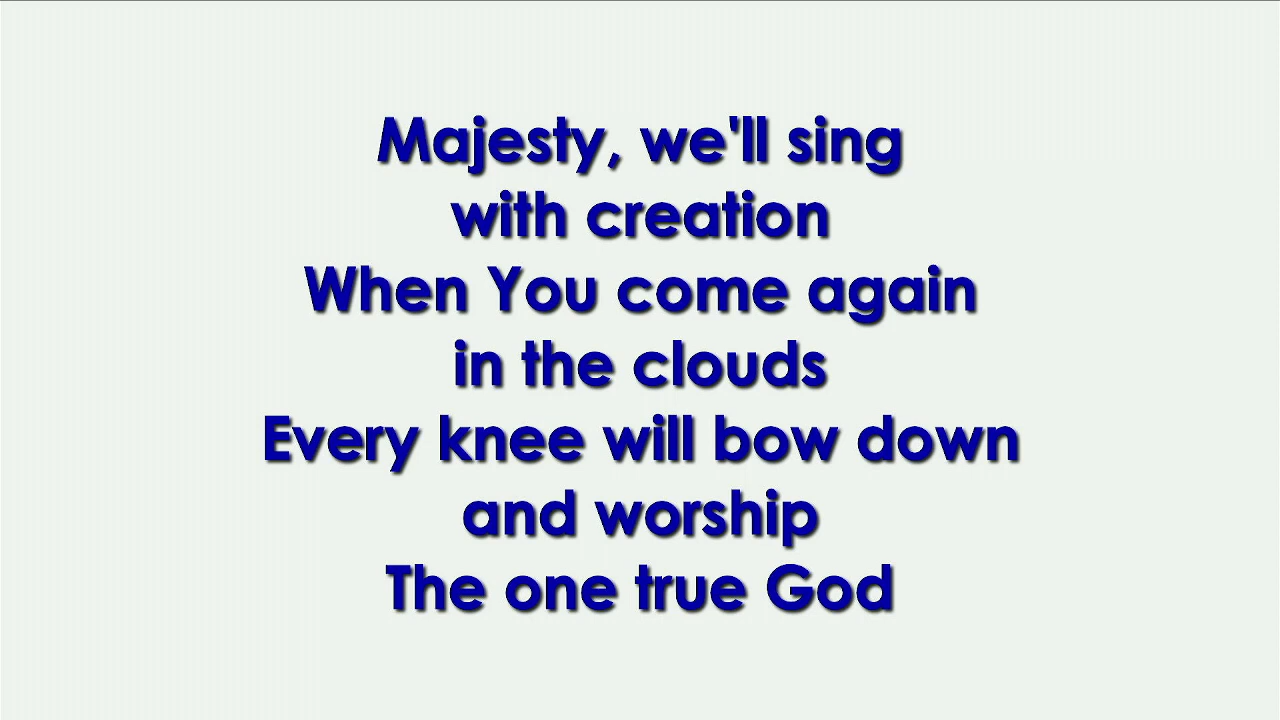 Majesty, we'll sing
with creation
When You come again
in the clouds
Every knee will bow down
and worship
The one true God